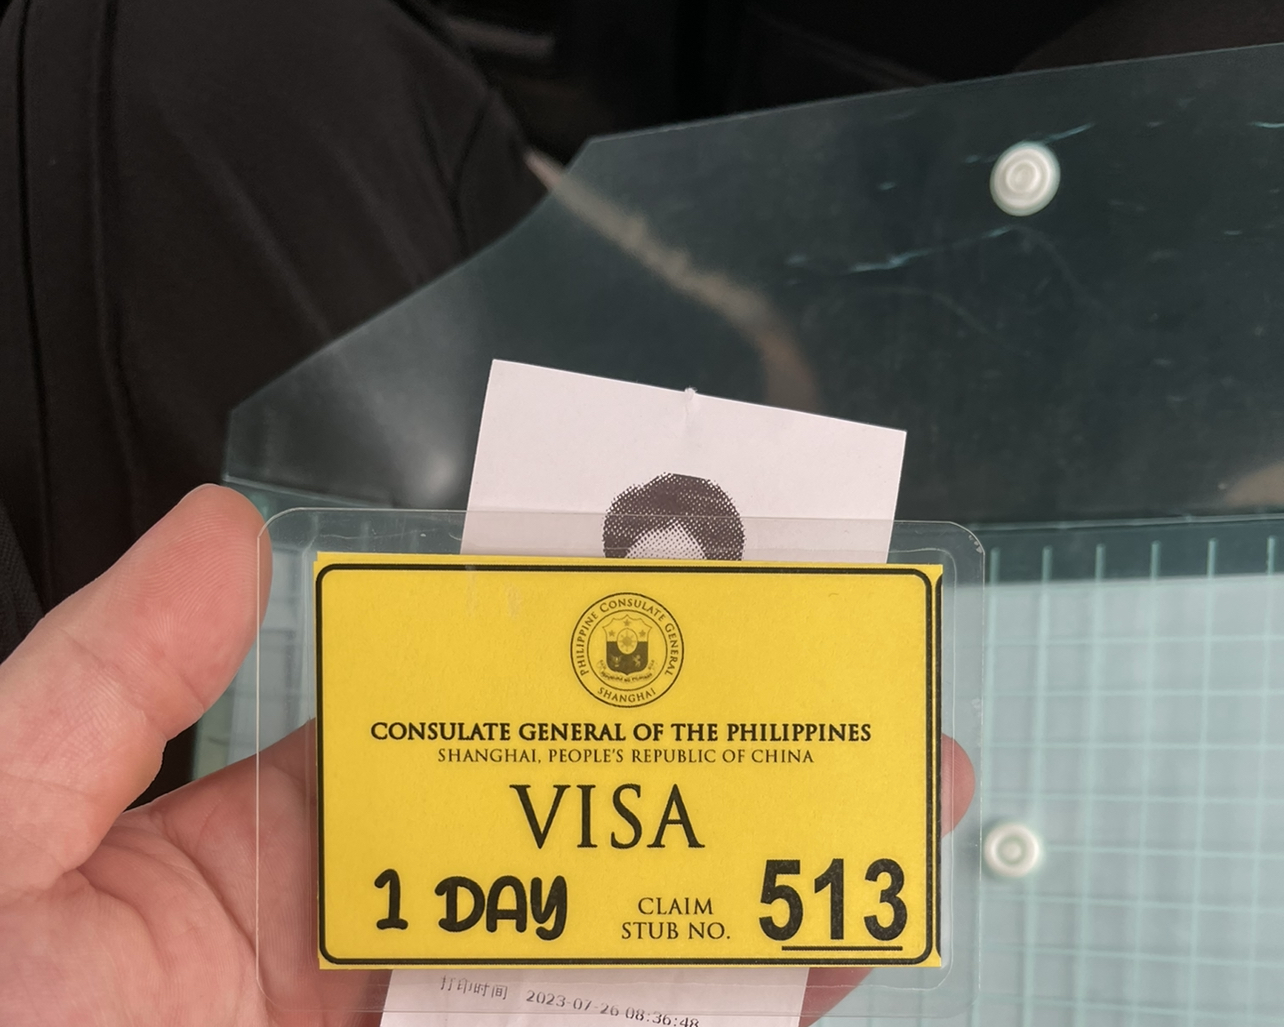 PHILIPPINE CONSULATE GENERAL
SHANGHAI
CONSULATE GENERAL OF THE PHILIPPINES
SHANGHAI, PEOPLE'S REPUBLIC OF CHINA
VISA
1 DAY
CLAIM
STUB NO.
513
打印时间 2023-07-26 08:36:48